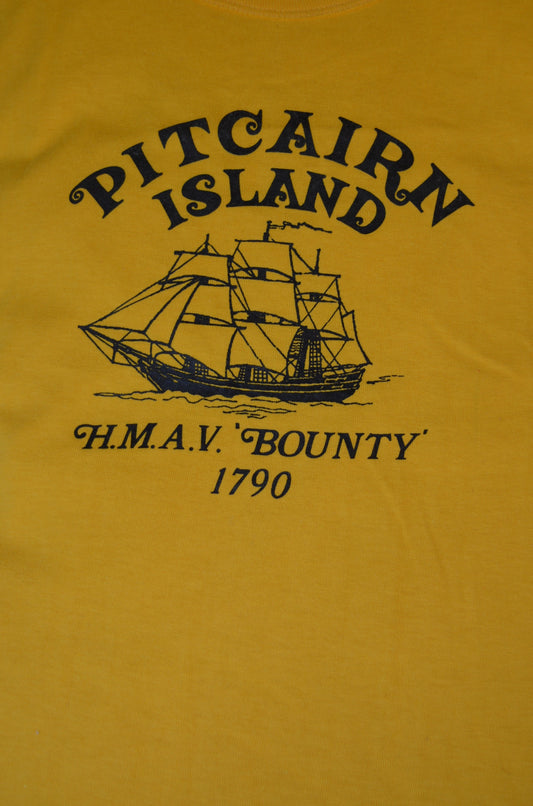 PITCAIRN
ISLAND
H.M.A.V. 'BOUNTY'
1790